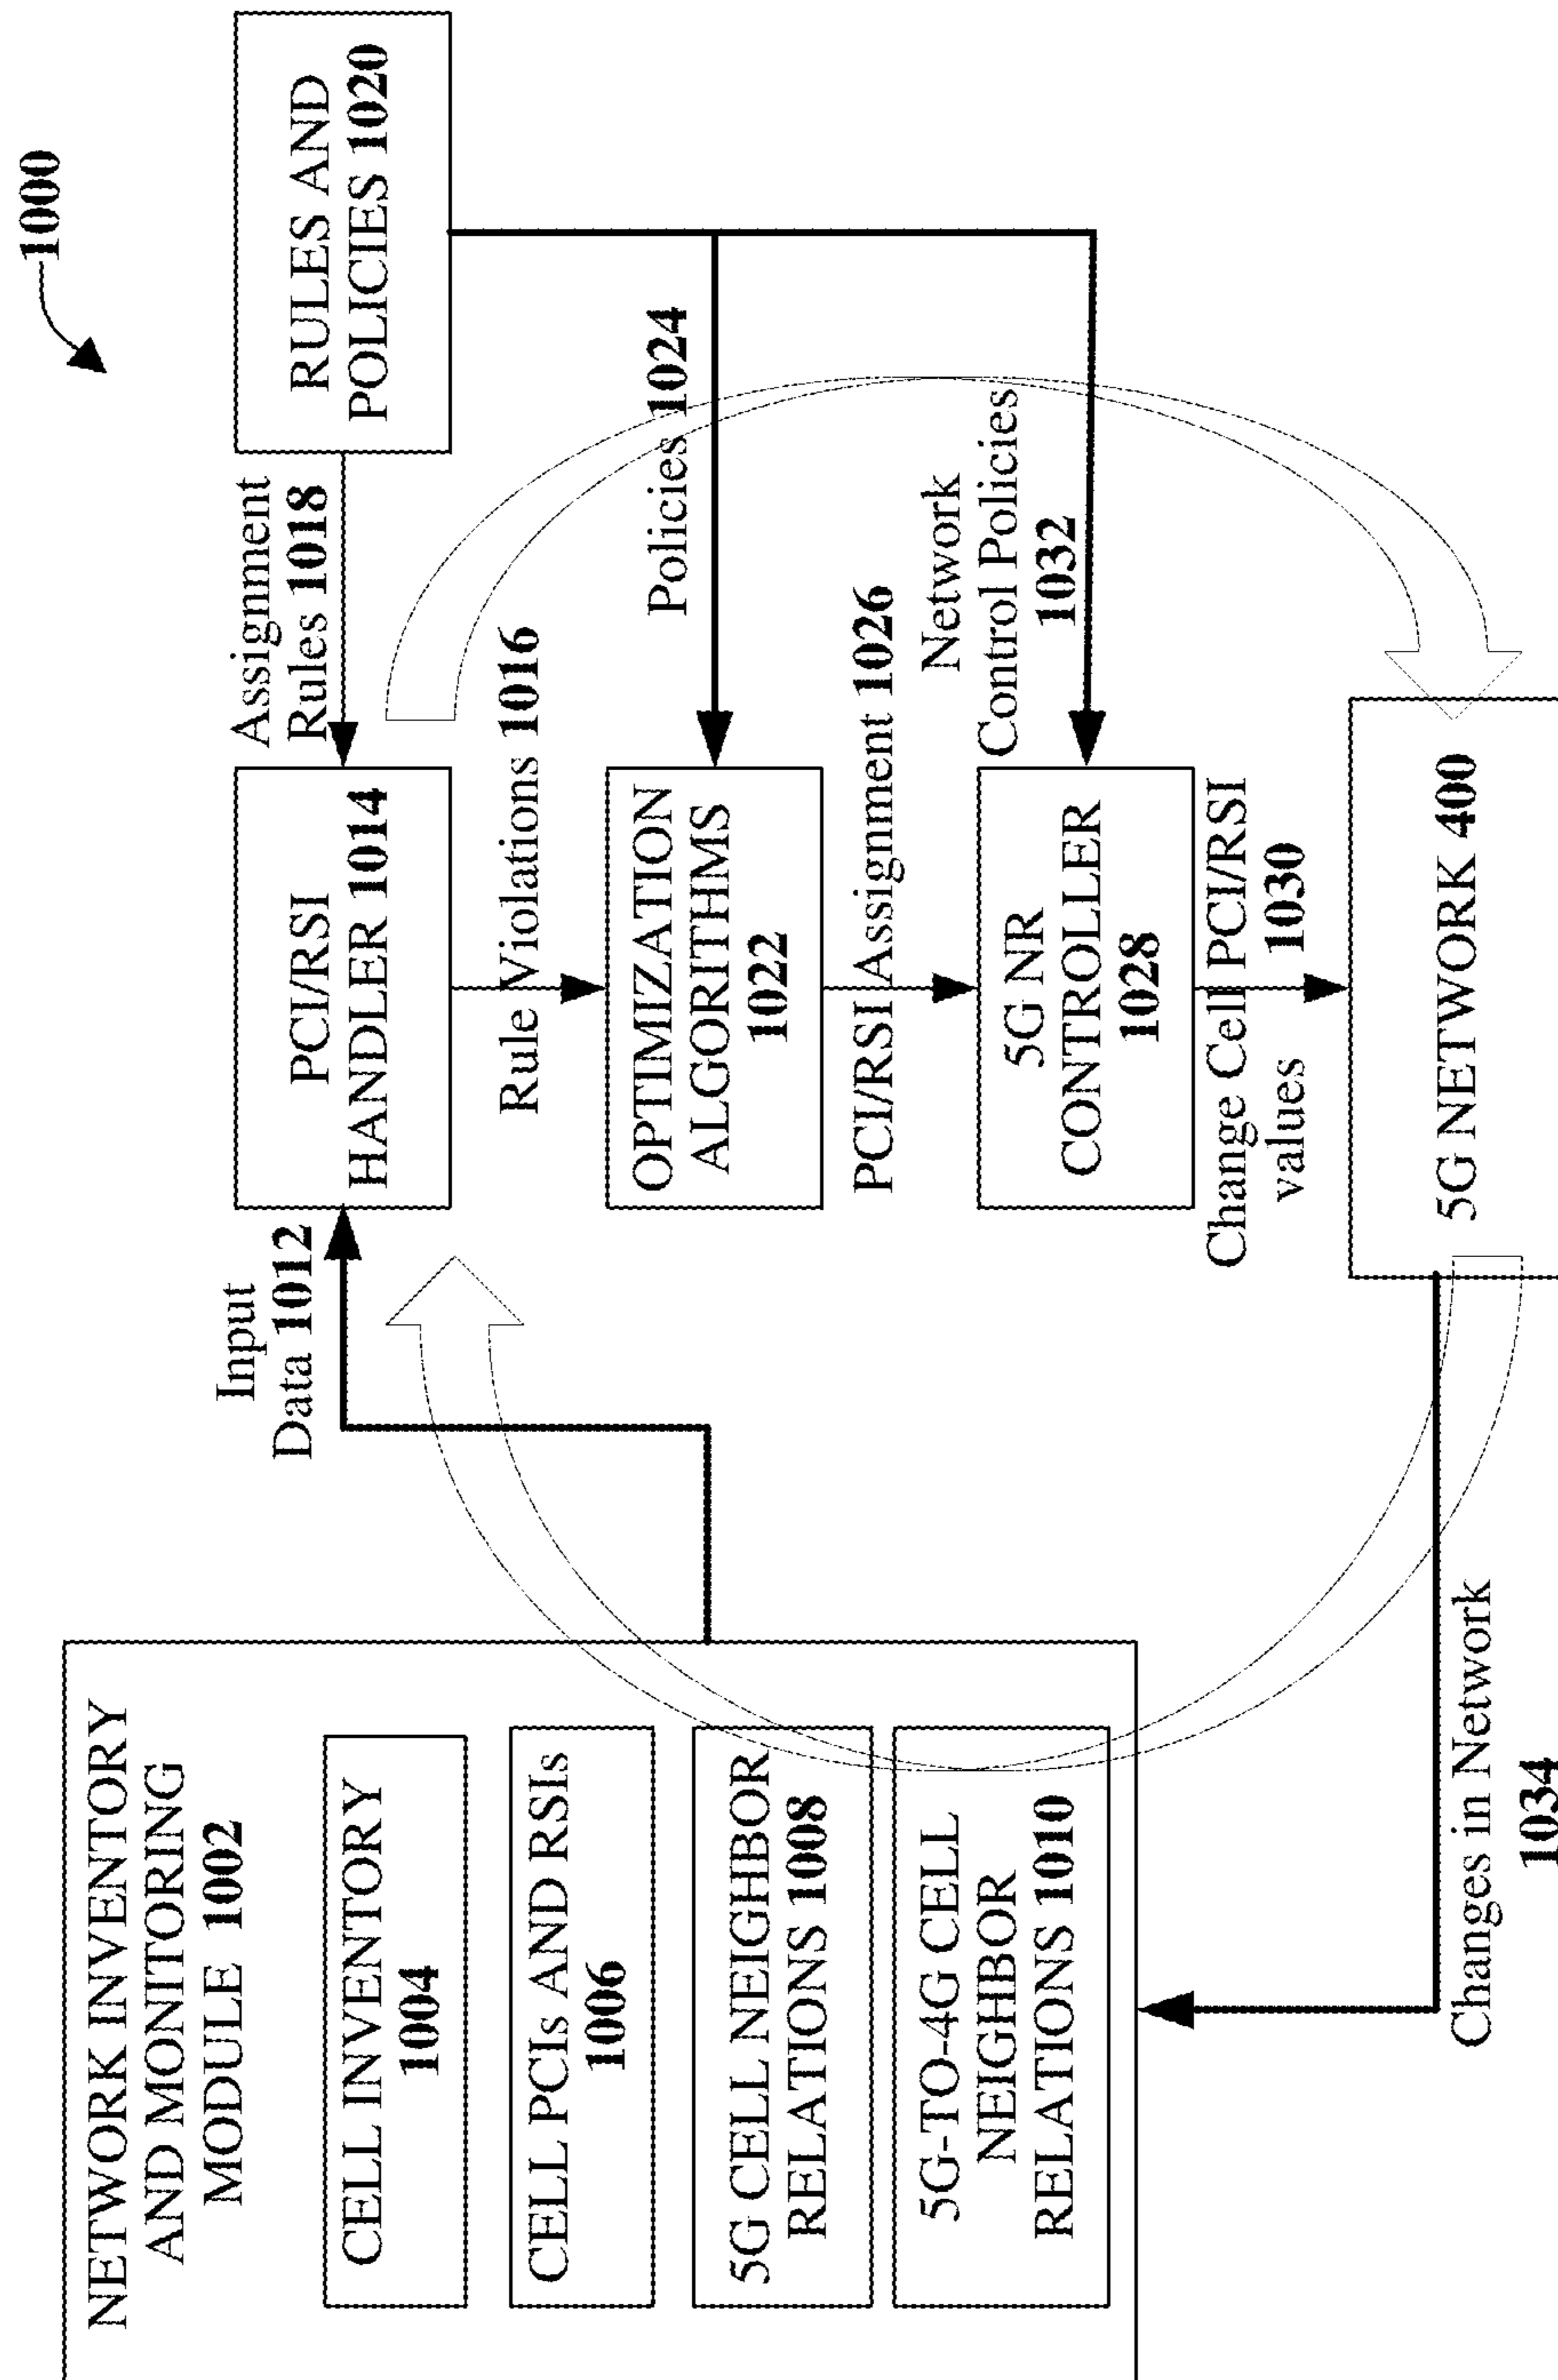 1000
NETWORK INVENTORY
AND MONITORING
MODULE 1002
CELL INVENTORY
1004
CELL PCIs AND RSIs
1006
5G CELL NEIGHBOR
RELATIONS 1008
5G-TO-4G CELL
NEIGHBOR
RELATIONS 1010
Input
Data 1012
PCI/RSI
HANDLER 1014
Assignment
Rules 1018
RULES AND
POLICIES 1020
Rule Violations 1016
OPTIMIZATION
ALGORITHMS
1022
Policies 1024
PCI/RSI Assignment 1026
5G NR
CONTROLLER
1028
Network
Control Policies
1032
Change Cell PCI/RSI
values 1030
5G NETWORK 400
Changes in Network
1034